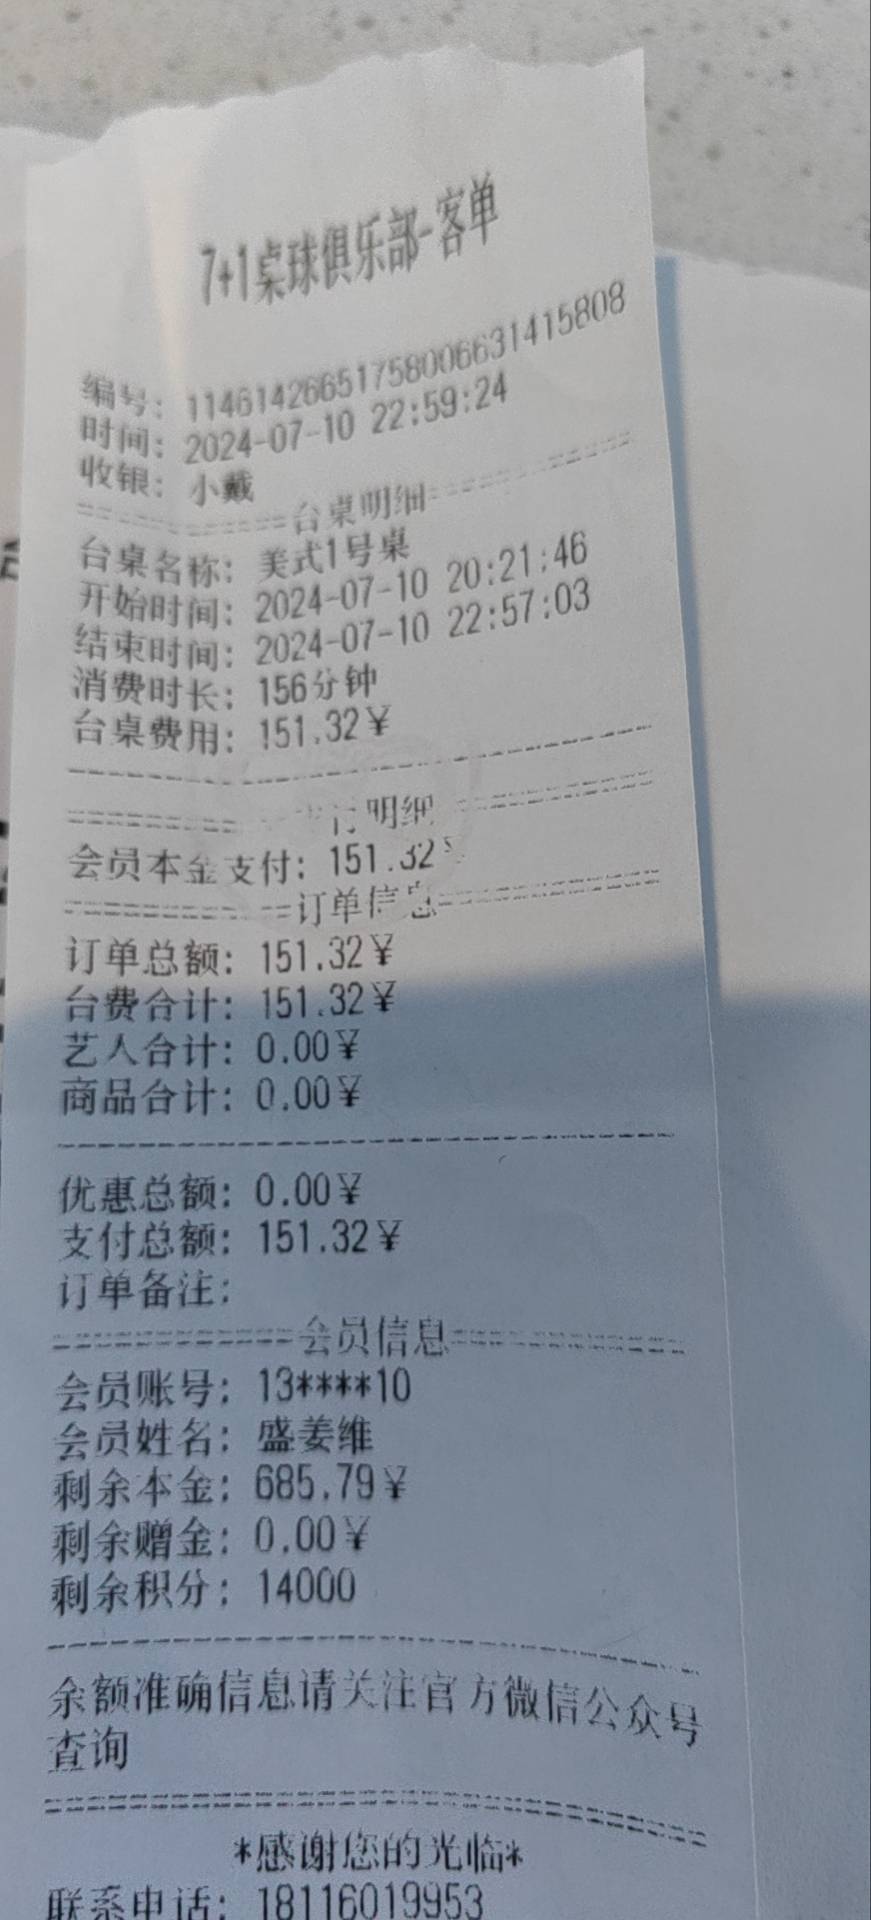 7+1桌球俱乐部-客单
编号: 11461426651758006631415808
时间: 2024-07-10 22:59:24
收银: 小戴
台桌明细
台桌名称: 美式1号桌
开始时间: 2024-07-10 20:21:46
结束时间: 2024-07-10 22:57:03
消费时长: 156分钟
台桌费用: 151.32¥
支付明细
会员本金支付: 151.32¥
订单信息
订单总额: 151.32¥
台费合计: 151.32¥
艺人合计: 0.00¥
商品合计: 0.00¥
优惠总额: 0.00¥
支付总额: 151.32¥
订单备注:
会员信息
会员账号: 13****10
会员姓名: 盛姜维
剩余本金: 685.79¥
剩余赠金: 0.00¥
剩余积分: 14000
余额准确信息请关注官方微信公众号
查询
*感谢您的光临*
联系电话: 18116019953